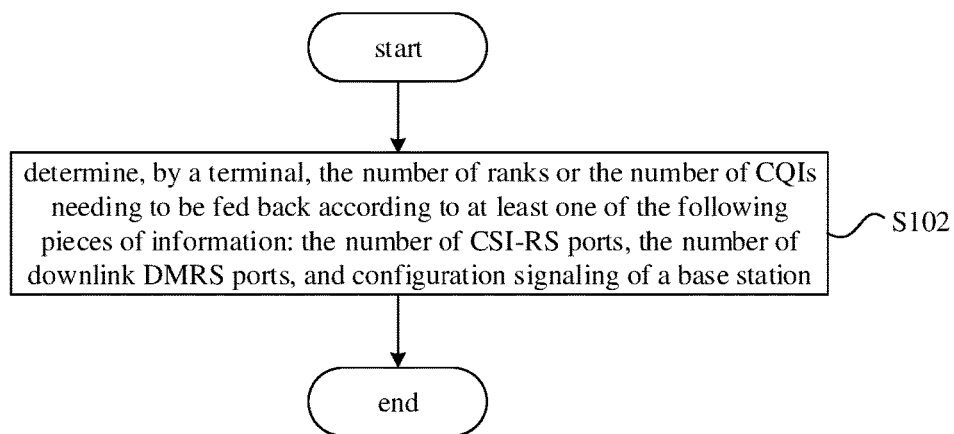 start
determine, by a terminal, the number of ranks or the number of CQIs
needing to be fed back according to at least one of the following
pieces of information: the number of CSI-RS ports, the number of
downlink DMRS ports, and configuration signaling of a base station
S102
end